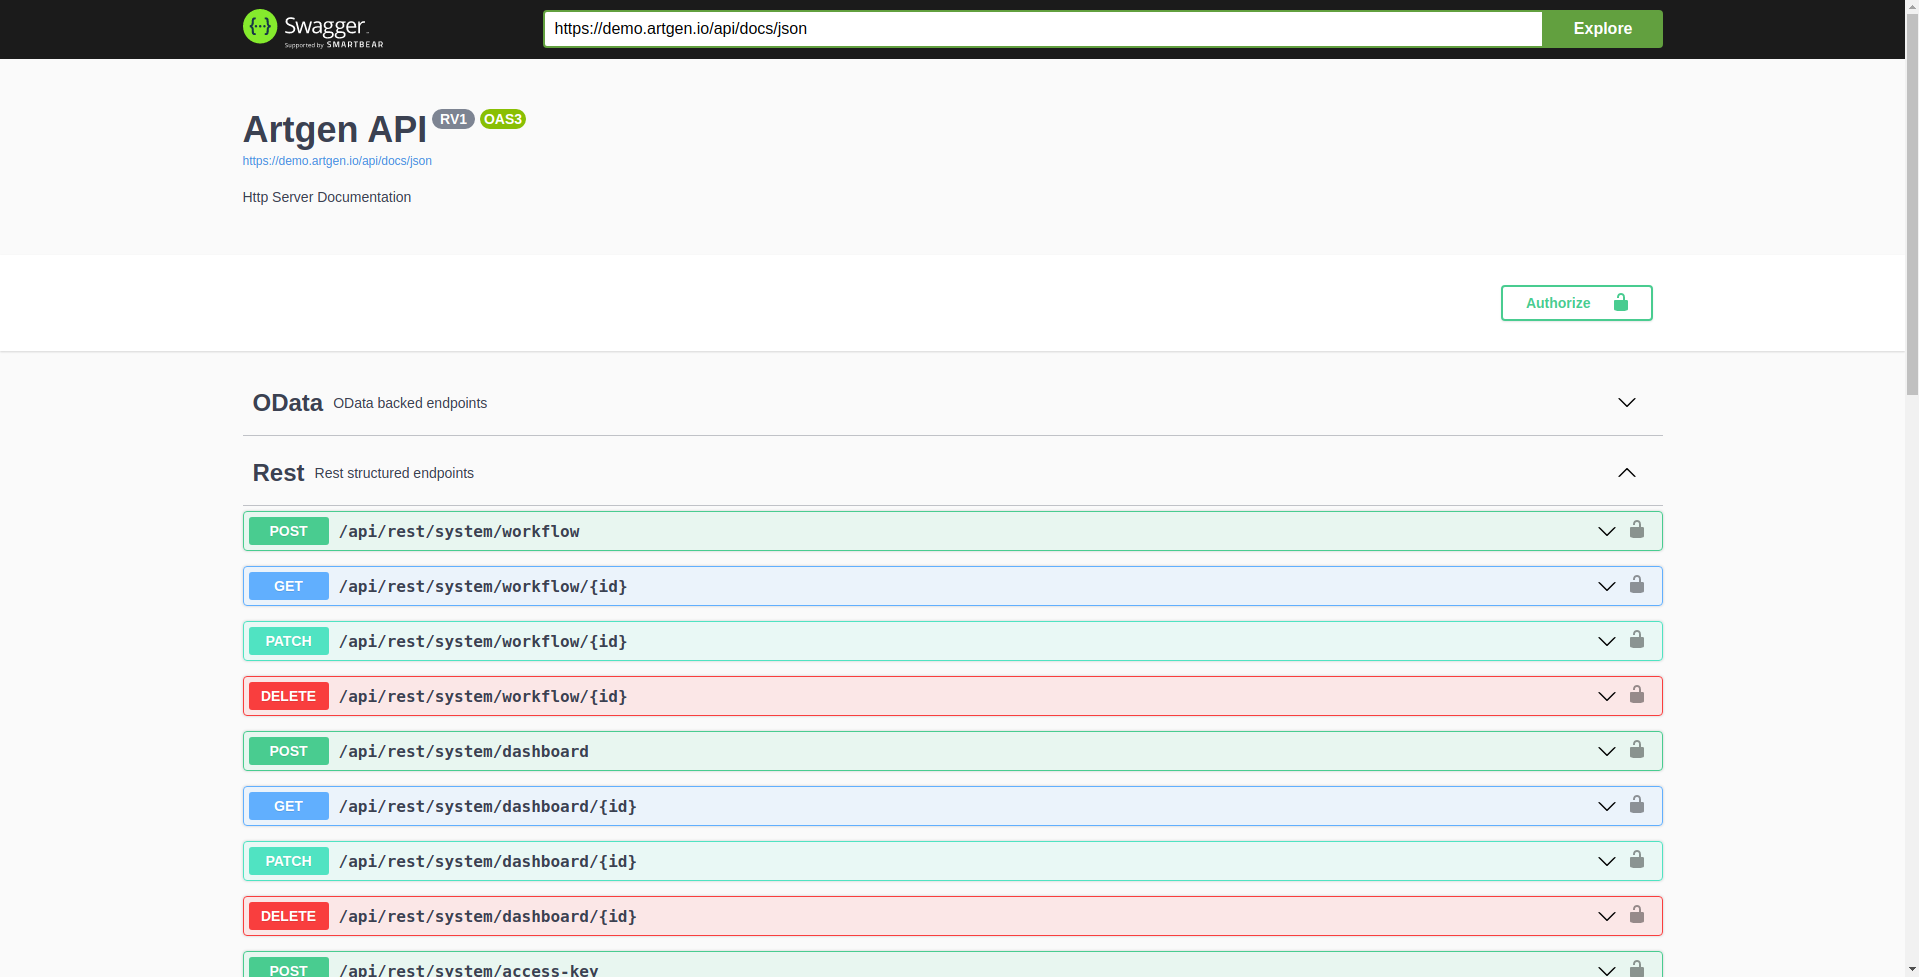 Swagger
Supported by SMARTBEAR
https://demo.artgen.io/api/docs/json
Explore
Artgen API RV1 OAS3
https://demo.artgen.io/api/docs/json
Http Server Documentation
Authorize
OData OData backed endpoints
Rest Rest structured endpoints
POST /api/rest/system/workflow
GET /api/rest/system/workflow/{id}
PATCH /api/rest/system/workflow/{id}
DELETE /api/rest/system/workflow/{id}
POST /api/rest/system/dashboard
GET /api/rest/system/dashboard/{id}
PATCH /api/rest/system/dashboard/{id}
DELETE /api/rest/system/dashboard/{id}
POST /api/rest/system/access-key